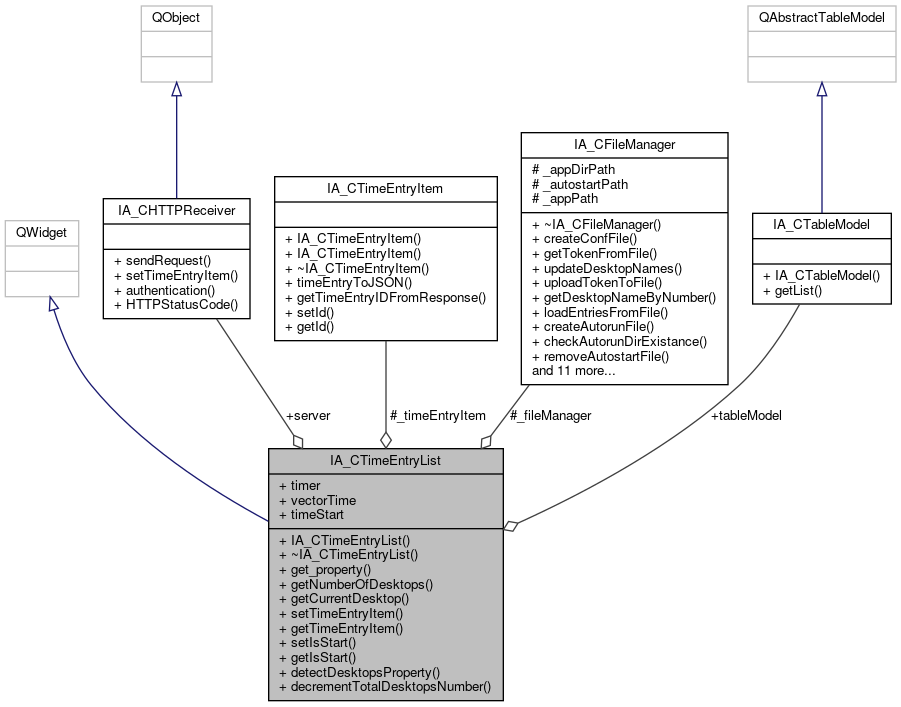 QObject
QAbstractTableModel
IA_CFileManager
# _appDirPath
# _autostartPath
# _appPath
+ ~IA_CFileManager()
+ createConfFile()
+ getTokenFromFile()
+ updateDesktopNames()
+ uploadTokenToFile()
+ getDesktopNameByNumber()
+ loadEntriesFromFile()
+ createAutorunFile()
+ checkAutorunDirExistance()
+ removeAutostartFile()
and 11 more...
IA_CTimeEntryItem
+ IA_CTimeEntryItem()
+ IA_CTimeEntryItem()
+ ~IA_CTimeEntryItem()
+ timeEntryToJSON()
+ getTimeEntryIDFromResponse()
+ setId()
+ getId()
IA_CHTTPReceiver
+ sendRequest()
+ setTimeEntryItem()
+ authentication()
+ HTTPStatusCode()
IA_CTableModel
+ IA_CTableModel()
+ getList()
QWidget
+server
#_timeEntryItem
#_fileManager
+tableModel
IA_CTimeEntryList
+ timer
+ vectorTime
+ timeStart
+ IA_CTimeEntryList()
+ ~IA_CTimeEntryList()
+ get_property()
+ getNumberOfDesktops()
+ getCurrentDesktop()
+ setTimeEntryItem()
+ getTimeEntryItem()
+ setIsStart()
+ getIsStart()
+ detectDesktopsProperty()
+ decrementTotalDesktopsNumber()